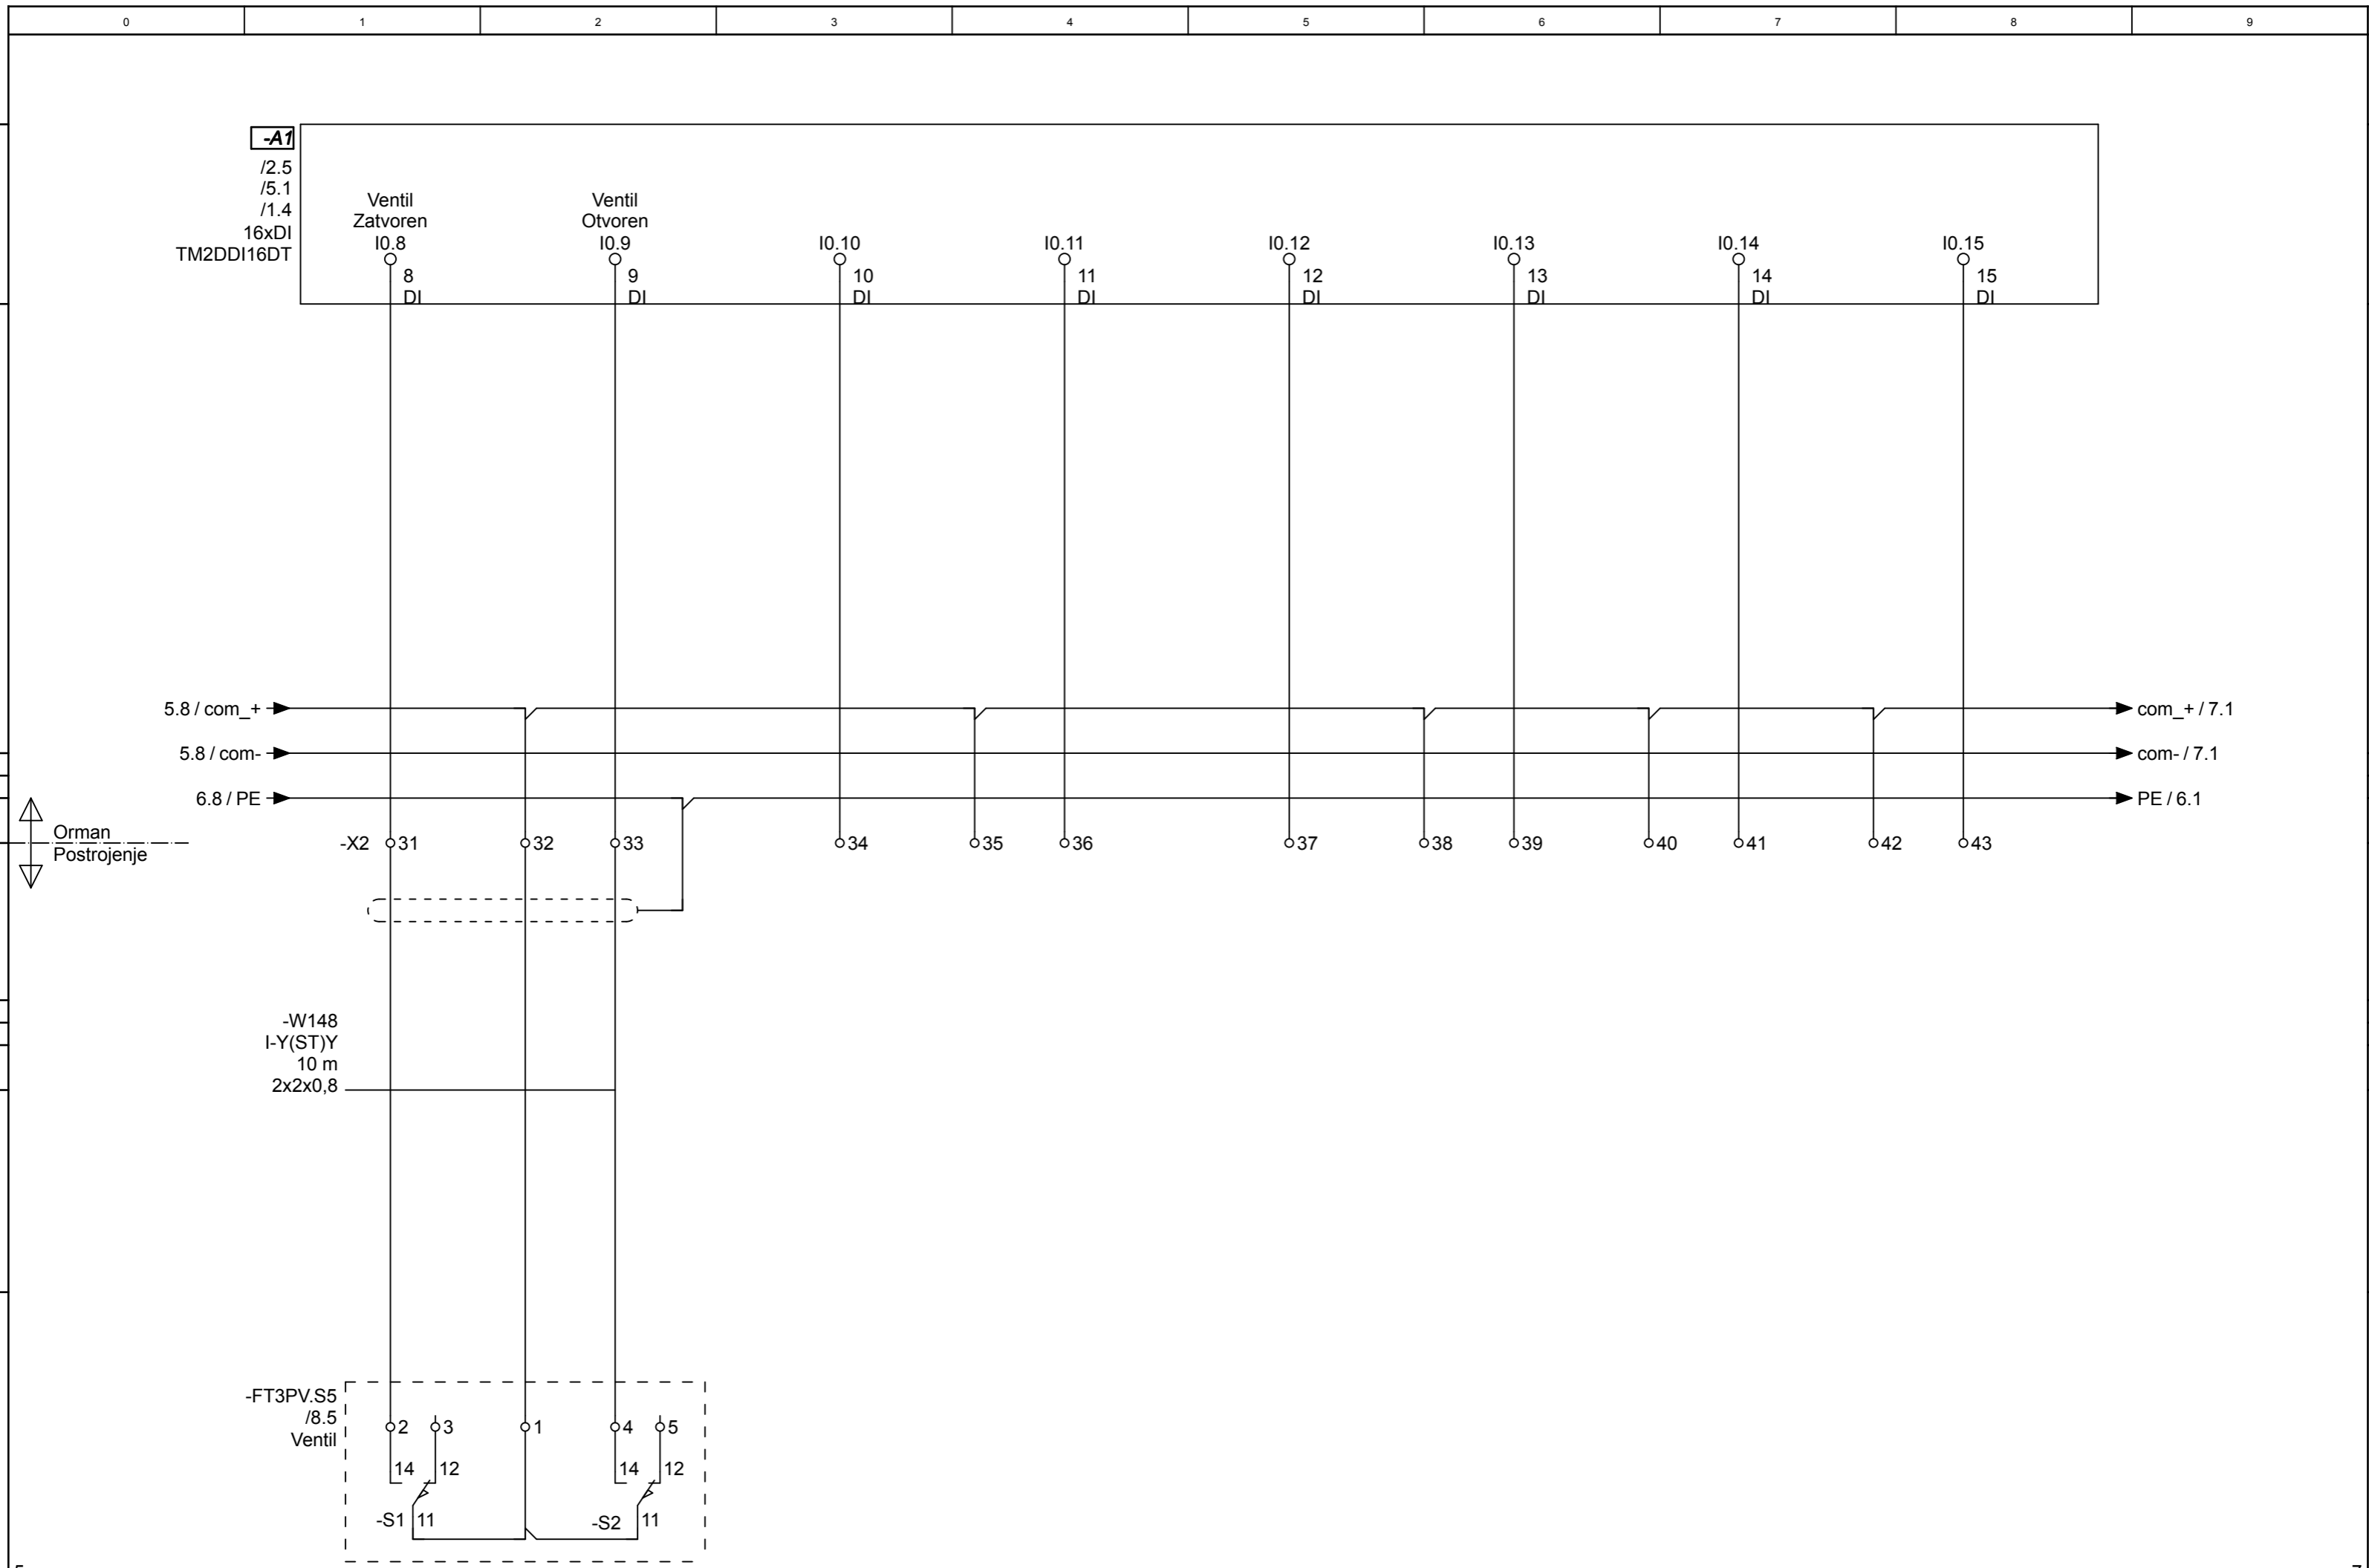 0 1 2 3 4 5 6 7 8 9
-A1
/2.5
/5.1
/1.4
16xDI
TM2DDI16DT
Ventil
Zatvoren
I0.8
8
DI
Ventil
Otvoren
I0.9
9
DI
I0.10
10
DI
I0.11
11
DI
I0.12
12
DI
I0.13
13
DI
I0.14
14
DI
I0.15
15
DI
5.8 / com_+
com_+ / 7.1
5.8 / com-
com- / 7.1
6.8 / PE
PE / 6.1
Orman
Postrojenje
-X2 31 32 33 34 35 36 37 38 39 40 41 42 43
-W148
I-Y(ST)Y
10 m
2x2x0,8
-FT3PV.S5
/8.5
Ventil
2 3 1 4 5
14 12 14 12
-S1 11 -S2 11